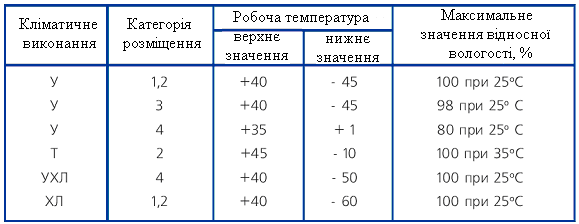 Кліматичне виконання | Категорія розміщення | Робоча температура | Максимальне значення відносної вологості, %
верхнє значення | нижнє значення
У | 1,2 | +40 | - 45 | 100 при 25°С
У | 3 | +40 | - 45 | 98 при 25° С
У | 4 | +35 | + 1 | 80 при 25° С
Т | 2 | +45 | - 10 | 100 при 35°С
УХЛ | 4 | +40 | - 50 | 100 при 25°С
ХЛ | 1,2 | +40 | - 60 | 100 при 25°С